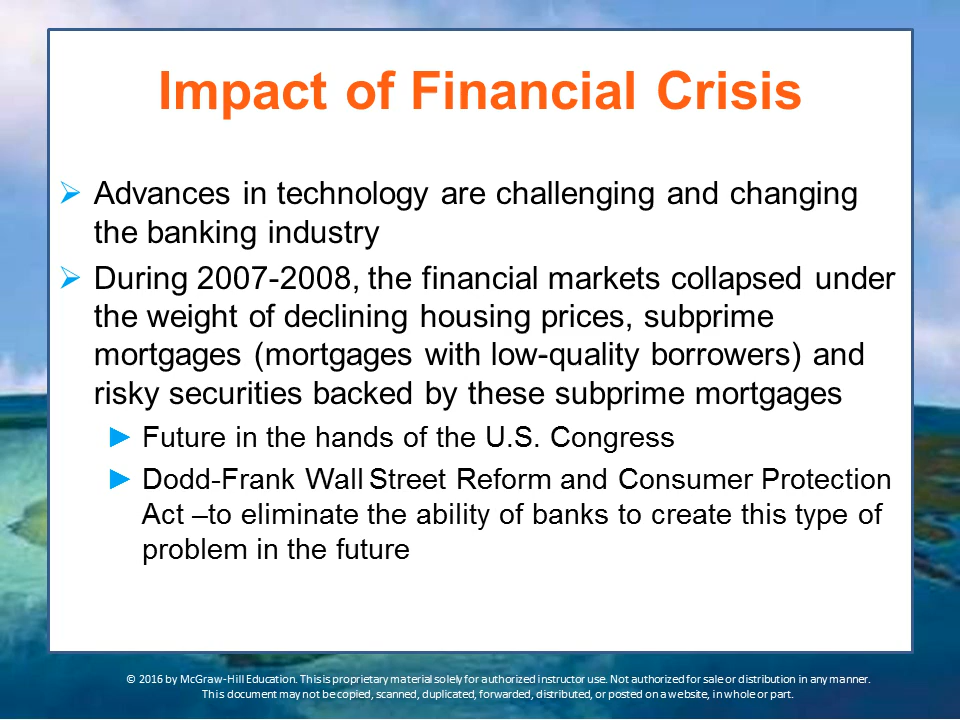 Impact of Financial Crisis
Advances in technology are challenging and changing
the banking industry
During 2007-2008, the financial markets collapsed under
the weight of declining housing prices, subprime
mortgages (mortgages with low-quality borrowers) and
risky securities backed by these subprime mortgages
Future in the hands of the U.S. Congress
Dodd-Frank Wall Street Reform and Consumer Protection
Act –to eliminate the ability of banks to create this type of
problem in the future
© 2016 by McGraw-Hill Education. This is proprietary material solely for authorized instructor use. Not authorized for sale or distribution in any manner.
This document may not be copied, scanned, duplicated, forwarded, distributed, or posted on a website, in whole or part.